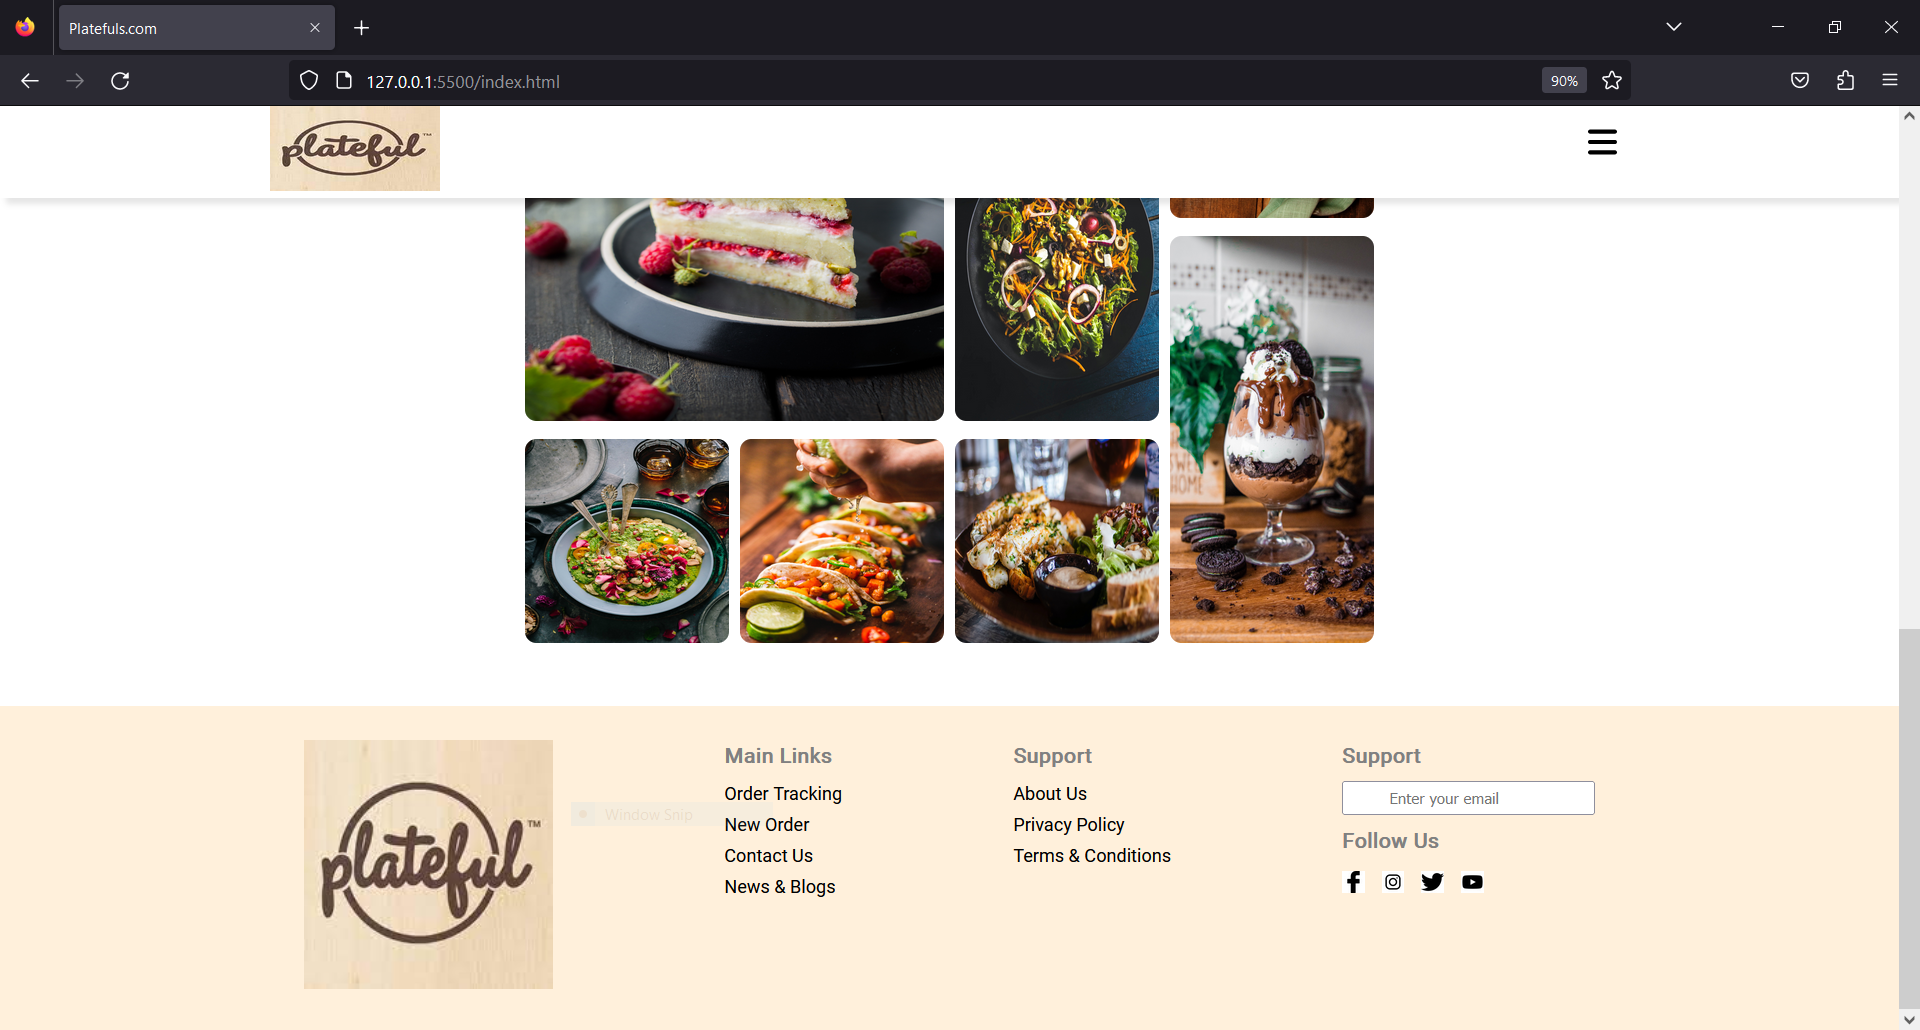 Platefuls.com
127.0.0.1:5500/index.html
90%
plateful™
HOME
plateful™
Main Links
Order Tracking
New Order
Contact Us
News & Blogs
Window Snip
Support
About Us
Privacy Policy
Terms & Conditions
Support
Enter your email
Follow Us